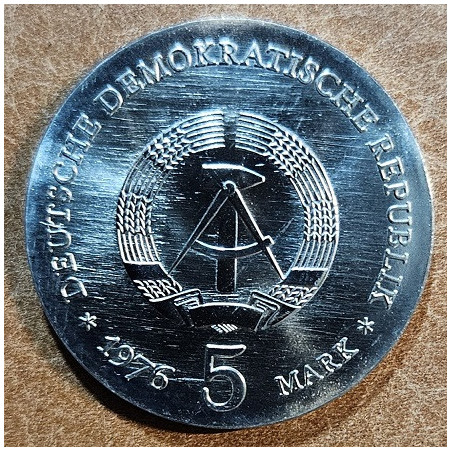 DEUTSCHE DEMOKRATISCHE REPUBLIK
* 1976 5 MARK *